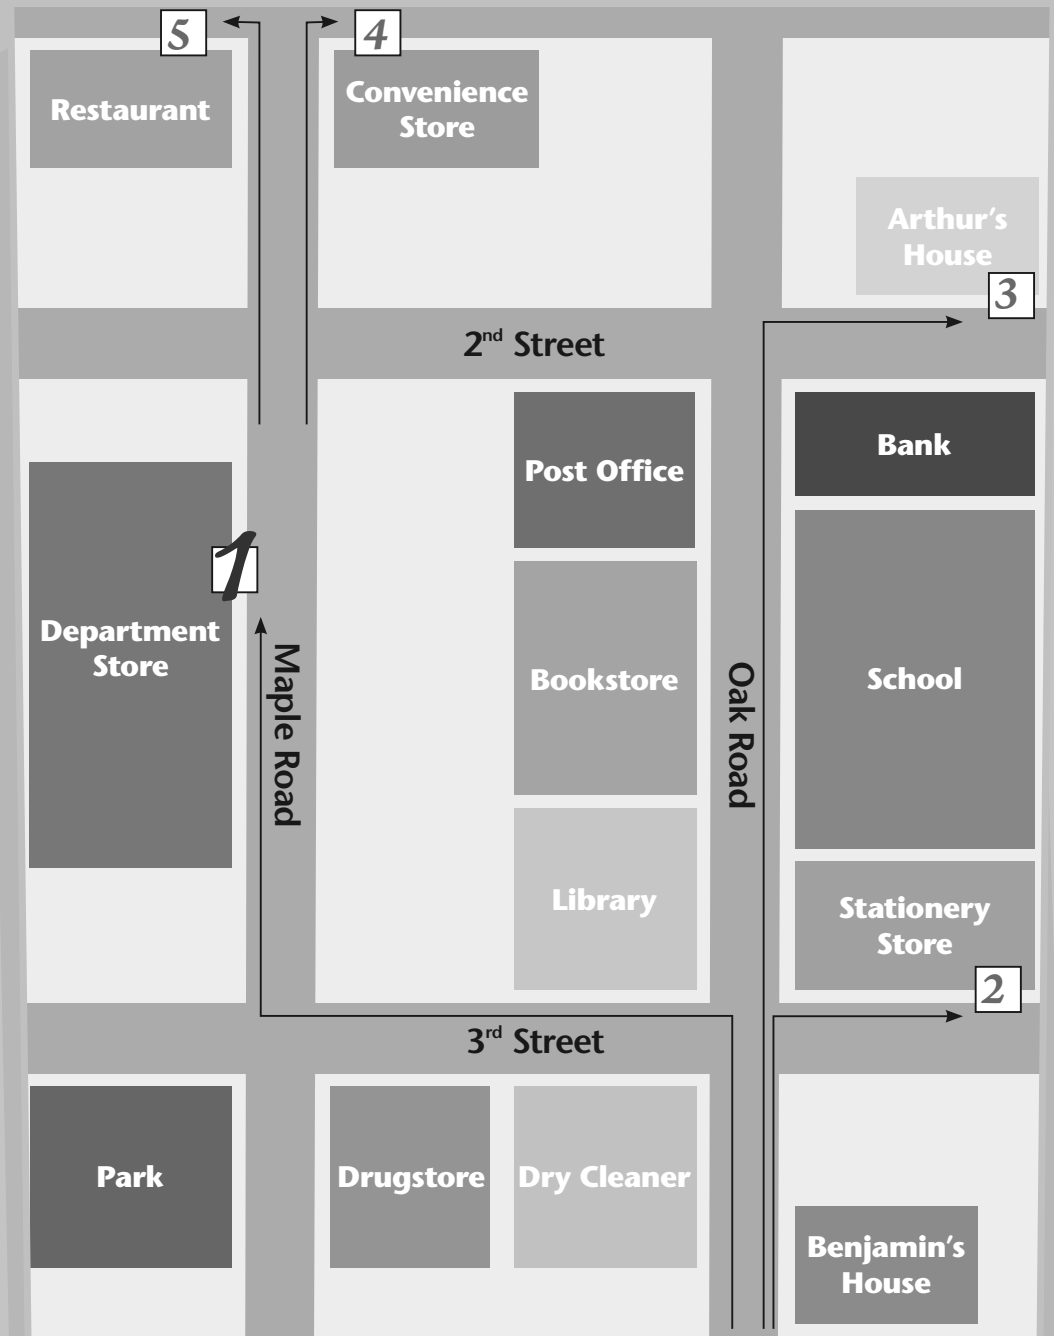 5
4
Restaurant
Convenience
Store
Arthur's
House
3
2nd Street
Post Office
Bank
1
Department
Store
Maple Road
Bookstore
Oak Road
School
Library
Stationery
Store
2
3rd Street
Park
Drugstore
Dry Cleaner
Benjamin's
House